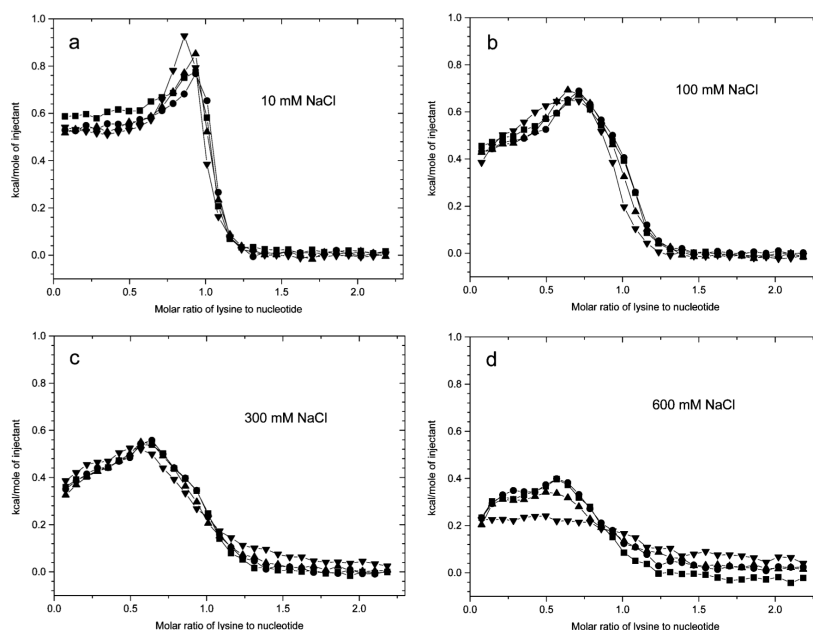 a
10 mM NaCl
kcal/mole of injectant
1.0
0.8
0.6
0.4
0.2
0.0
0.0 0.5 1.0 1.5 2.0
Molar ratio of lysine to nucleotide
b
100 mM NaCl
kcal/mole of injectant
1.0
0.8
0.6
0.4
0.2
0.0
0.0 0.5 1.0 1.5 2.0
Molar ratio of lysine to nucleotide
c
300 mM NaCl
kcal/mole of injectant
1.0
0.8
0.6
0.4
0.2
0.0
0.0 0.5 1.0 1.5 2.0
Molar ratio of lysine to nucleotide
d
600 mM NaCl
kcal/mole of injectant
1.0
0.8
0.6
0.4
0.2
0.0
0.0 0.5 1.0 1.5 2.0
Molar ratio of lysine to nucleotide